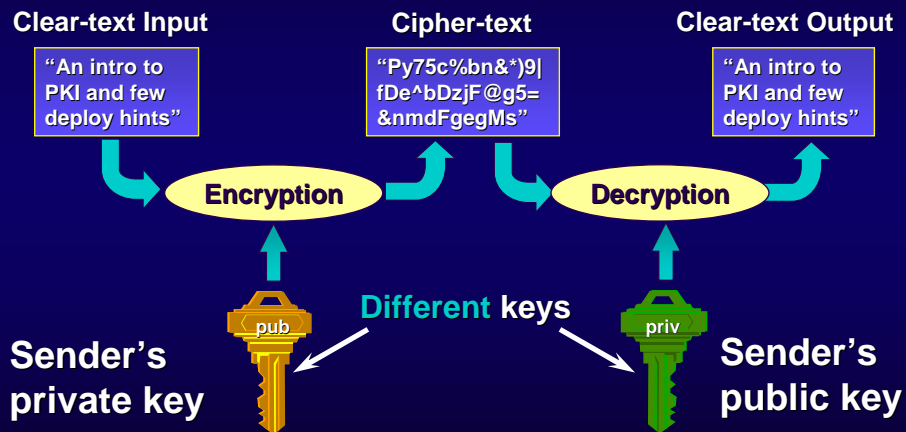 Clear-text Input
“An intro to
PKI and few
deploy hints”
Cipher-text
“Py75c%bn&*)9|
fDe^bDzjF@g5=
&nmdFgegMs”
Clear-text Output
“An intro to
PKI and few
deploy hints”
Encryption
Decryption
Different keys
pub
priv
Sender’s
private key
Sender’s
public key